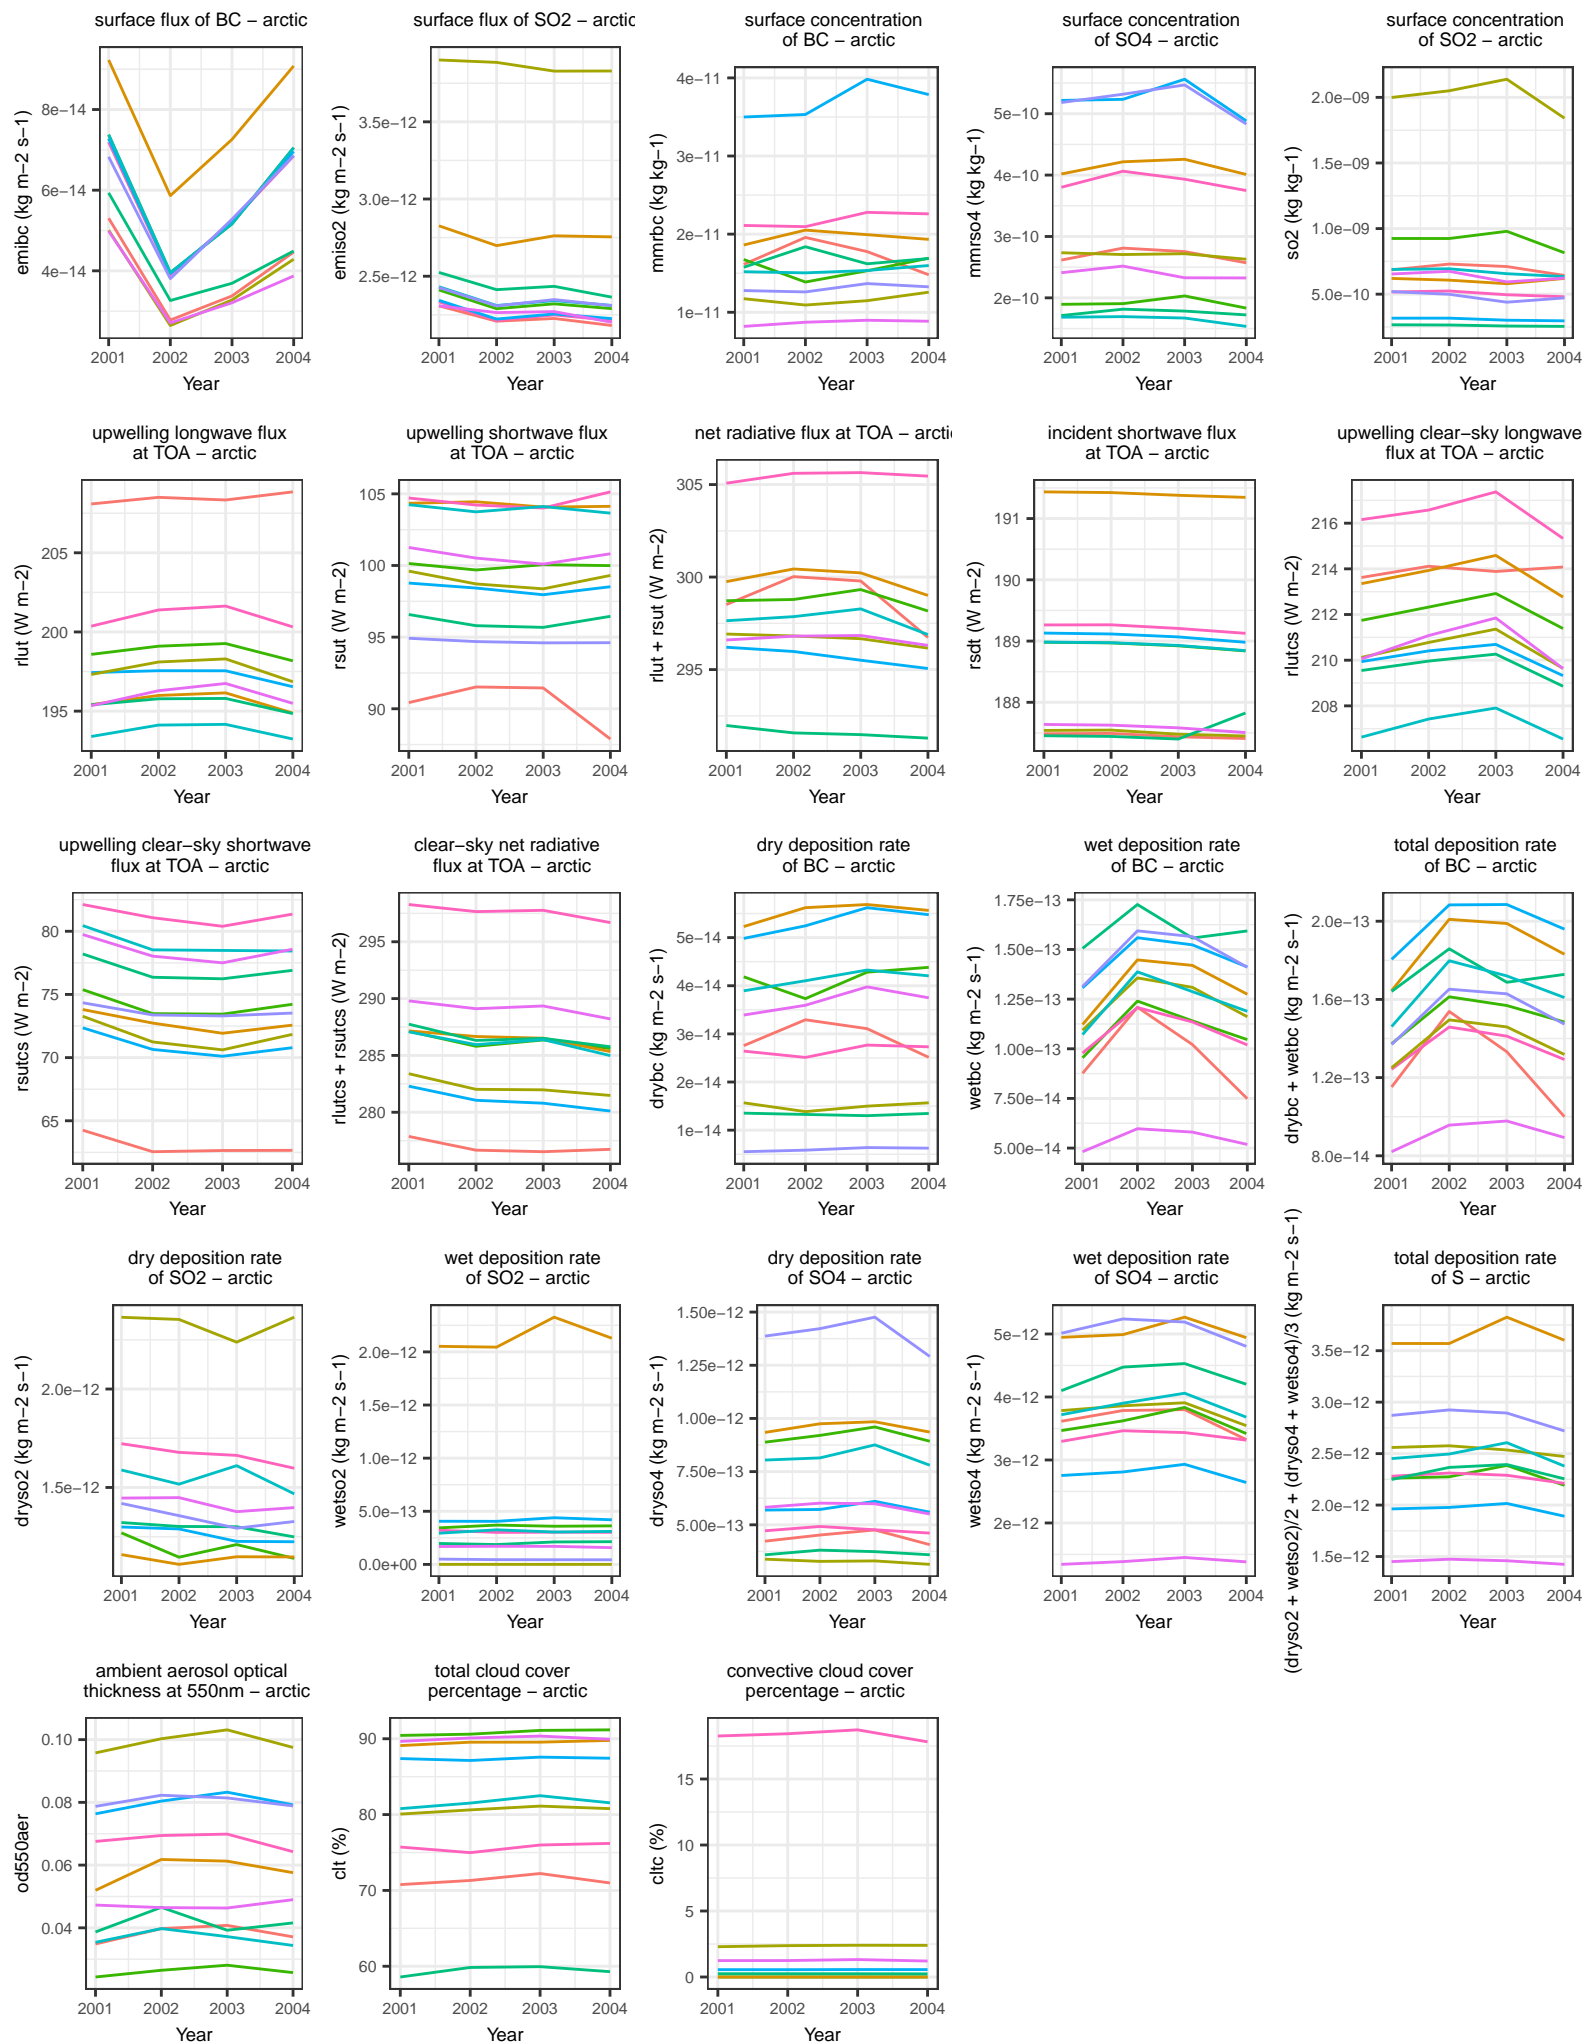 surface flux of BC − arctic
emibc (kg m−2 s−1)
8e−14
6e−14
4e−14
2001 2002 2003 2004
Year
surface flux of SO2 − arctic
emiso2 (kg m−2 s−1)
3.5e−12
3.0e−12
2.5e−12
2001 2002 2003 2004
Year
surface concentration
of BC − arctic
mmrbc (kg kg−1)
4e−11
3e−11
2e−11
1e−11
2001 2002 2003 2004
Year
surface concentration
of SO4 − arctic
mmrso4 (kg kg−1)
5e−10
4e−10
3e−10
2e−10
2001 2002 2003 2004
Year
surface concentration
of SO2 − arctic
so2 (kg kg−1)
2.0e−09
1.5e−09
1.0e−09
5.0e−10
2001 2002 2003 2004
Year
upwelling longwave flux
at TOA − arctic
rlut (W m−2)
205
200
195
2001 2002 2003 2004
Year
upwelling shortwave flux
at TOA − arctic
rsut (W m−2)
105
100
95
90
2001 2002 2003 2004
Year
net radiative flux at TOA − arctic
rlut + rsut (W m−2)
305
300
295
2001 2002 2003 2004
Year
incident shortwave flux
at TOA − arctic
rsdt (W m−2)
191
190
189
188
2001 2002 2003 2004
Year
upwelling clear−sky longwave
flux at TOA − arctic
rlutcs (W m−2)
216
214
212
210
208
2001 2002 2003 2004
Year
upwelling clear−sky shortwave
flux at TOA − arctic
rsutcs (W m−2)
80
75
70
65
2001 2002 2003 2004
Year
clear−sky net radiative
flux at TOA − arctic
rlutcs + rsutcs (W m−2)
295
290
285
280
2001 2002 2003 2004
Year
dry deposition rate
of BC − arctic
drybc (kg m−2 s−1)
5e−14
4e−14
3e−14
2e−14
1e−14
2001 2002 2003 2004
Year
wet deposition rate
of BC − arctic
wetbc (kg m−2 s−1)
1.75e−13
1.50e−13
1.25e−13
1.00e−13
7.50e−14
5.00e−14
2001 2002 2003 2004
Year
total deposition rate
of BC − arctic
drybc + wetbc (kg m−2 s−1)
2.0e−13
1.6e−13
1.2e−13
8.0e−14
2001 2002 2003 2004
Year
dry deposition rate
of SO2 − arctic
dryso2 (kg m−2 s−1)
2.0e−12
1.5e−12
2001 2002 2003 2004
Year
wet deposition rate
of SO2 − arctic
wetso2 (kg m−2 s−1)
2.0e−12
1.5e−12
1.0e−12
5.0e−13
0.0e+00
2001 2002 2003 2004
Year
dry deposition rate
of SO4 − arctic
dryso4 (kg m−2 s−1)
1.50e−12
1.25e−12
1.00e−12
7.50e−13
5.00e−13
2001 2002 2003 2004
Year
wet deposition rate
of SO4 − arctic
wetso4 (kg m−2 s−1)
5e−12
4e−12
3e−12
2e−12
2001 2002 2003 2004
Year
total deposition rate
of S − arctic
(dryso2 + wetso2)/2 + (dryso4 + wetso4)/3 (kg m−2 s−1)
3.5e−12
3.0e−12
2.5e−12
2.0e−12
1.5e−12
2001 2002 2003 2004
Year
ambient aerosol optical
thickness at 550nm − arctic
od550aer
0.10
0.08
0.06
0.04
2001 2002 2003 2004
Year
total cloud cover
percentage − arctic
clt (%)
90
80
70
60
2001 2002 2003 2004
Year
convective cloud cover
percentage − arctic
cltc (%)
15
10
5
0
2001 2002 2003 2004
Year